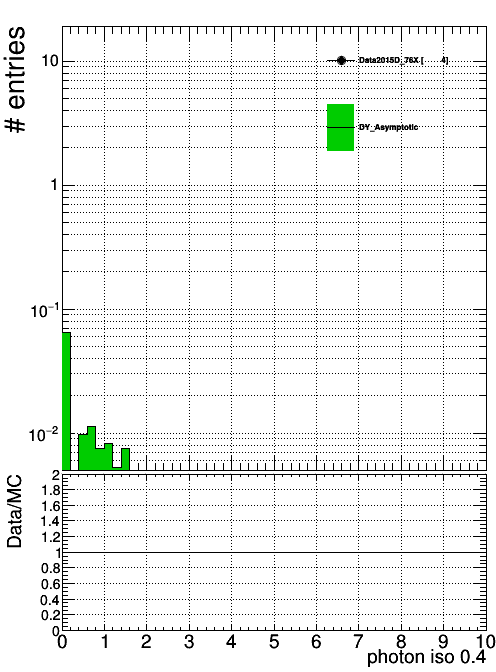 # entries
10
1
10⁻¹
10⁻²
Data2015D_76X [ 4]
DY_Asymptotic
Data/MC
2
2
1.8
1.6
1.4
1.2
1
0.8
0.6
0.4
0.2
0
0 1 2 3 4 5 6 7 8 9 10
photon iso 0.4